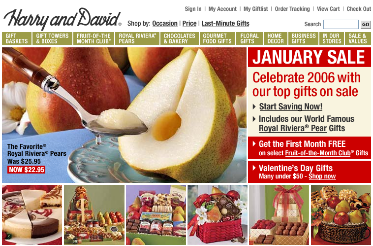 Harry and David®
Sign In | My Account | My Giftlist | Order Tracking | View Cart | Check Out
Shop by: Occasion | Price | Last-Minute Gifts
Search GO
GIFT BASKETS
GIFT TOWERS & BOXES
FRUIT-OF-THE-MONTH CLUB®
ROYAL RIVIERA® PEARS
CHOCOLATES & BAKERY
GOURMET FOOD GIFTS
FLORAL GIFTS
HOME DECOR
BUSINESS GIFTS
IN OUR STORES
SALE & VALUES
JANUARY SALE
Celebrate 2006 with
our top gifts on sale
Start Saving Now!
Includes our World Famous
Royal Riviera® Pear Gifts
Get the First Month FREE
on select Fruit-of-the-Month Club® Gifts
Valentine's Day Gifts
Many under $50 - Shop now
The Favorite®
Royal Riviera® Pears
Was $25.95
NOW $22.95